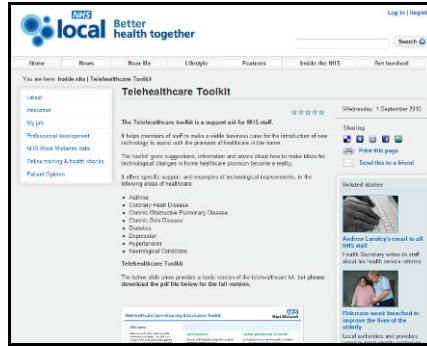 Log in | Regist
NHS
local Better
health together
Search
Home News Near Me Lifestyle Features Inside the NHS Get Involved
You are here: Inside nhs | Telehealthcare Toolkit
Latest
Innovation
My job
Professional development
NHS West Midlands data
Online training & health checks
Patient Opinion
Telehealthcare Toolkit
The Telehealthcare toolkit is a support aid for NHS staff.
It helps members of staff to make a viable business case for the introduction of new
technology to assist with the provision of healthcare in the home.
The toolkit gives suggestions, information and advice about how to make ideas for
technological changes in home healthcare provision become a reality.
It offers specific support, and examples of technological improvements, in the
following areas of healthcare:
Asthma
Coronary Heart Disease
Chronic Obstructive Pulmonary Disease
Chronic Skin Disease
Diabetes
Depression
Hypertension
Neurological Conditions
Telehealthcare Toolkit
The below slide show provides a basic version of the telehealthcare kit, but please
download the pdf file below for the full version.
NHS
West Midlands
Welcome
Wednesday, 1 September 2010
Sharing
Print this page
Send this to a friend
Related stories
Andrew Lansley's email to all
NHS staff
Health Secretary writes to staff
about his health service reforms
Eldercare week launched to
improve the lives of the
elderly
Local authorities and providers